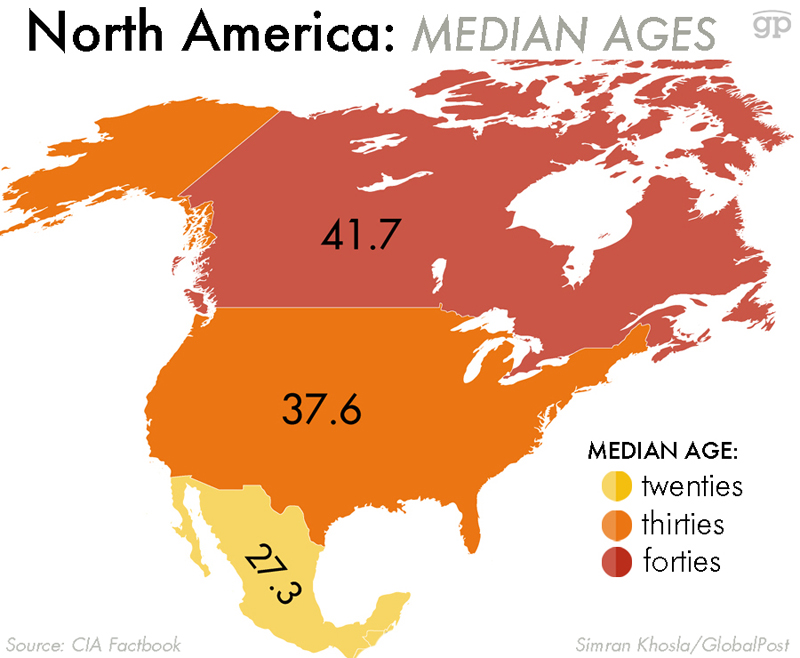 North America: MEDIAN AGES
gp
41.7
37.6
27.3
MEDIAN AGE:
twenties
thirties
forties
Source: CIA Factbook
Simran Khosla/GlobalPost